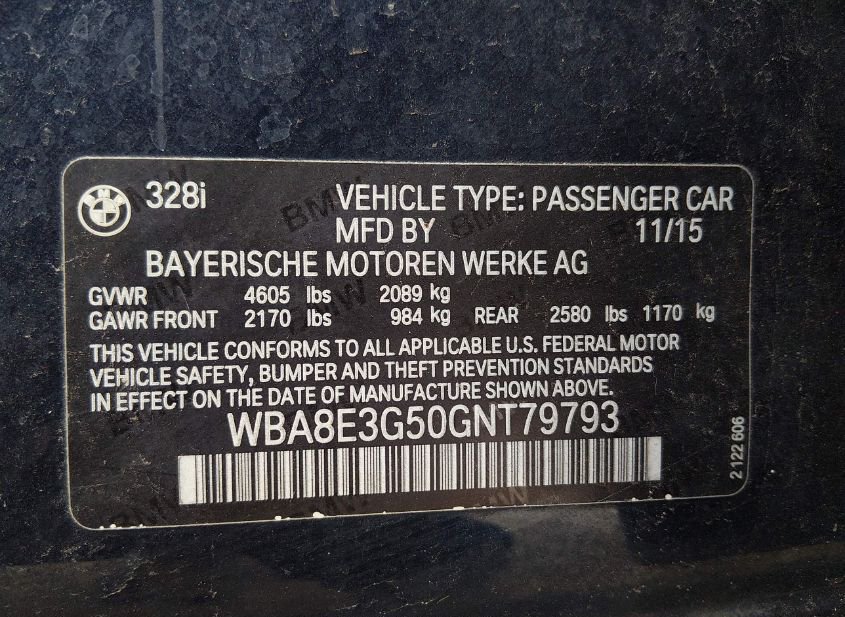 BMW 328i VEHICLE TYPE: PASSENGER CAR
MFD BY 11/15
BAYERISCHE MOTOREN WERKE AG
GVWR 4605 lbs 2089 kg
GAWR FRONT 2170 lbs 984 kg REAR 2580 lbs 1170 kg
THIS VEHICLE CONFORMS TO ALL APPLICABLE U.S. FEDERAL MOTOR
VEHICLE SAFETY, BUMPER AND THEFT PREVENTION STANDARDS
IN EFFECT ON THE DATE OF MANUFACTURE SHOWN ABOVE.
WBA8E3G50GNT79793
2 122 606